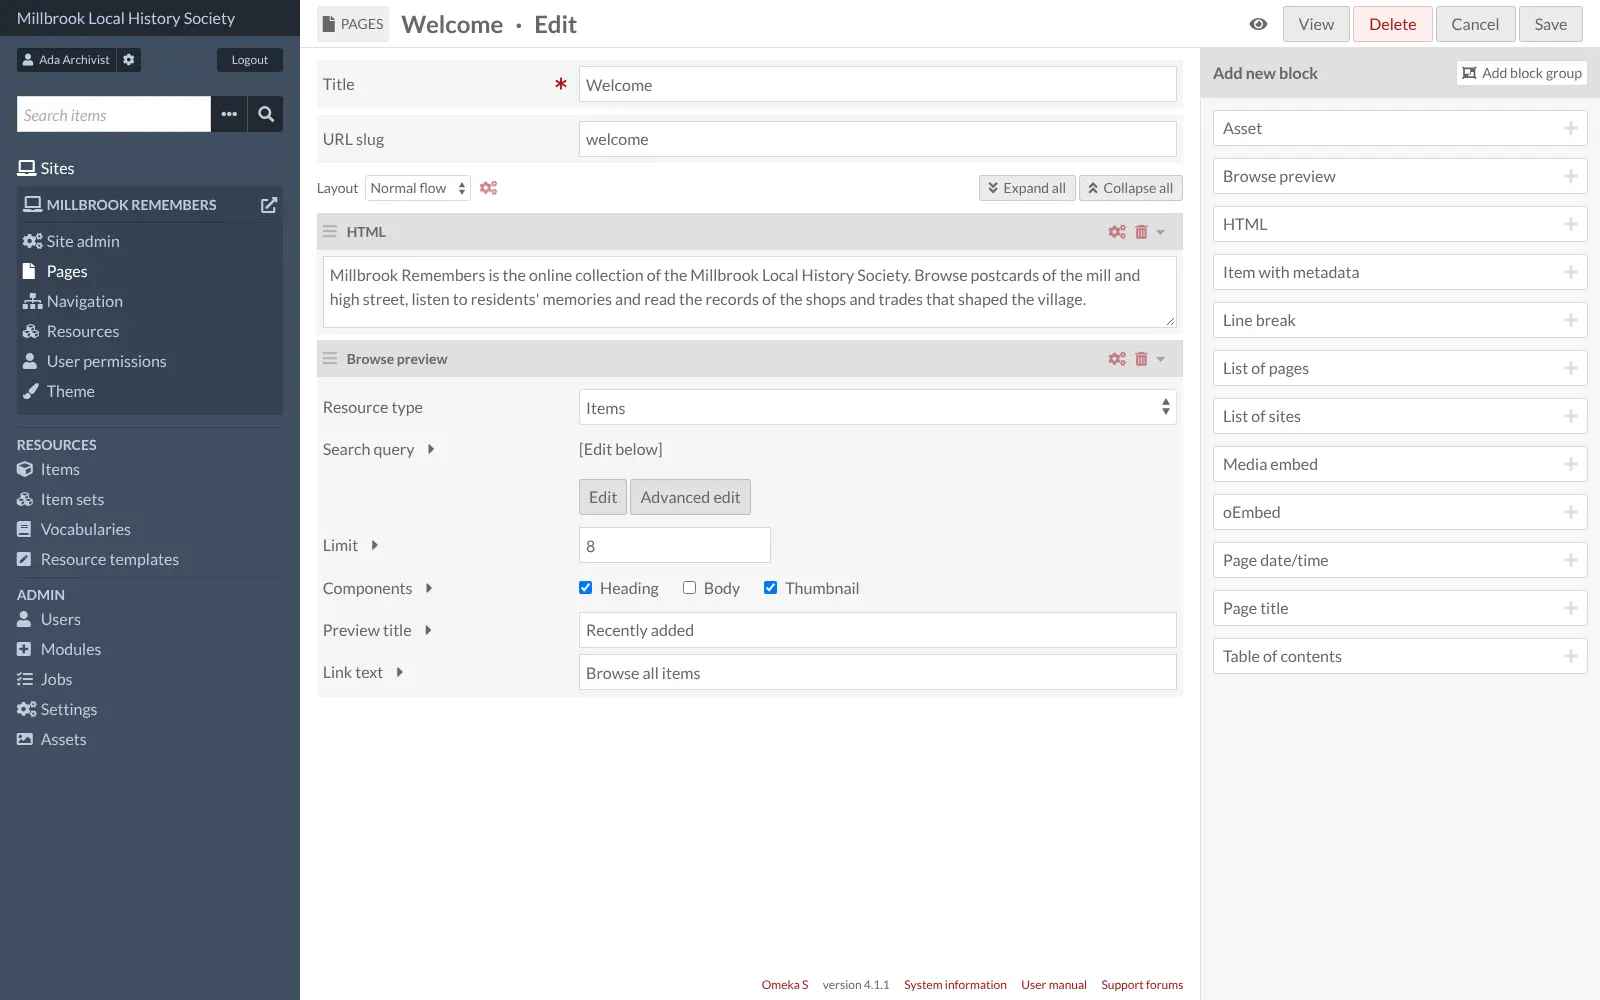 Millbrook Local History Society
Ada Archivist
Logout
Search items
Sites
MILLBROOK REMEMBERS
Site admin
Pages
Navigation
Resources
User permissions
Theme
RESOURCES
Items
Item sets
Vocabularies
Resource templates
ADMIN
Users
Modules
Jobs
Settings
Assets
PAGES Welcome · Edit
View Delete Cancel Save
Title * Welcome
URL slug welcome
Layout Normal flow Expand all Collapse all
HTML
Millbrook Remembers is the online collection of the Millbrook Local History Society. Browse postcards of the mill and
high street, listen to residents' memories and read the records of the shops and trades that shaped the village.
Browse preview
Resource type Items
Search query [Edit below]
Edit Advanced edit
Limit 8
Components Heading Body Thumbnail
Preview title Recently added
Link text Browse all items
Add new block Add block group
Asset
Browse preview
HTML
Item with metadata
Line break
List of pages
List of sites
Media embed
oEmbed
Page date/time
Page title
Table of contents
Omeka S version 4.1.1 System information User manual Support forums